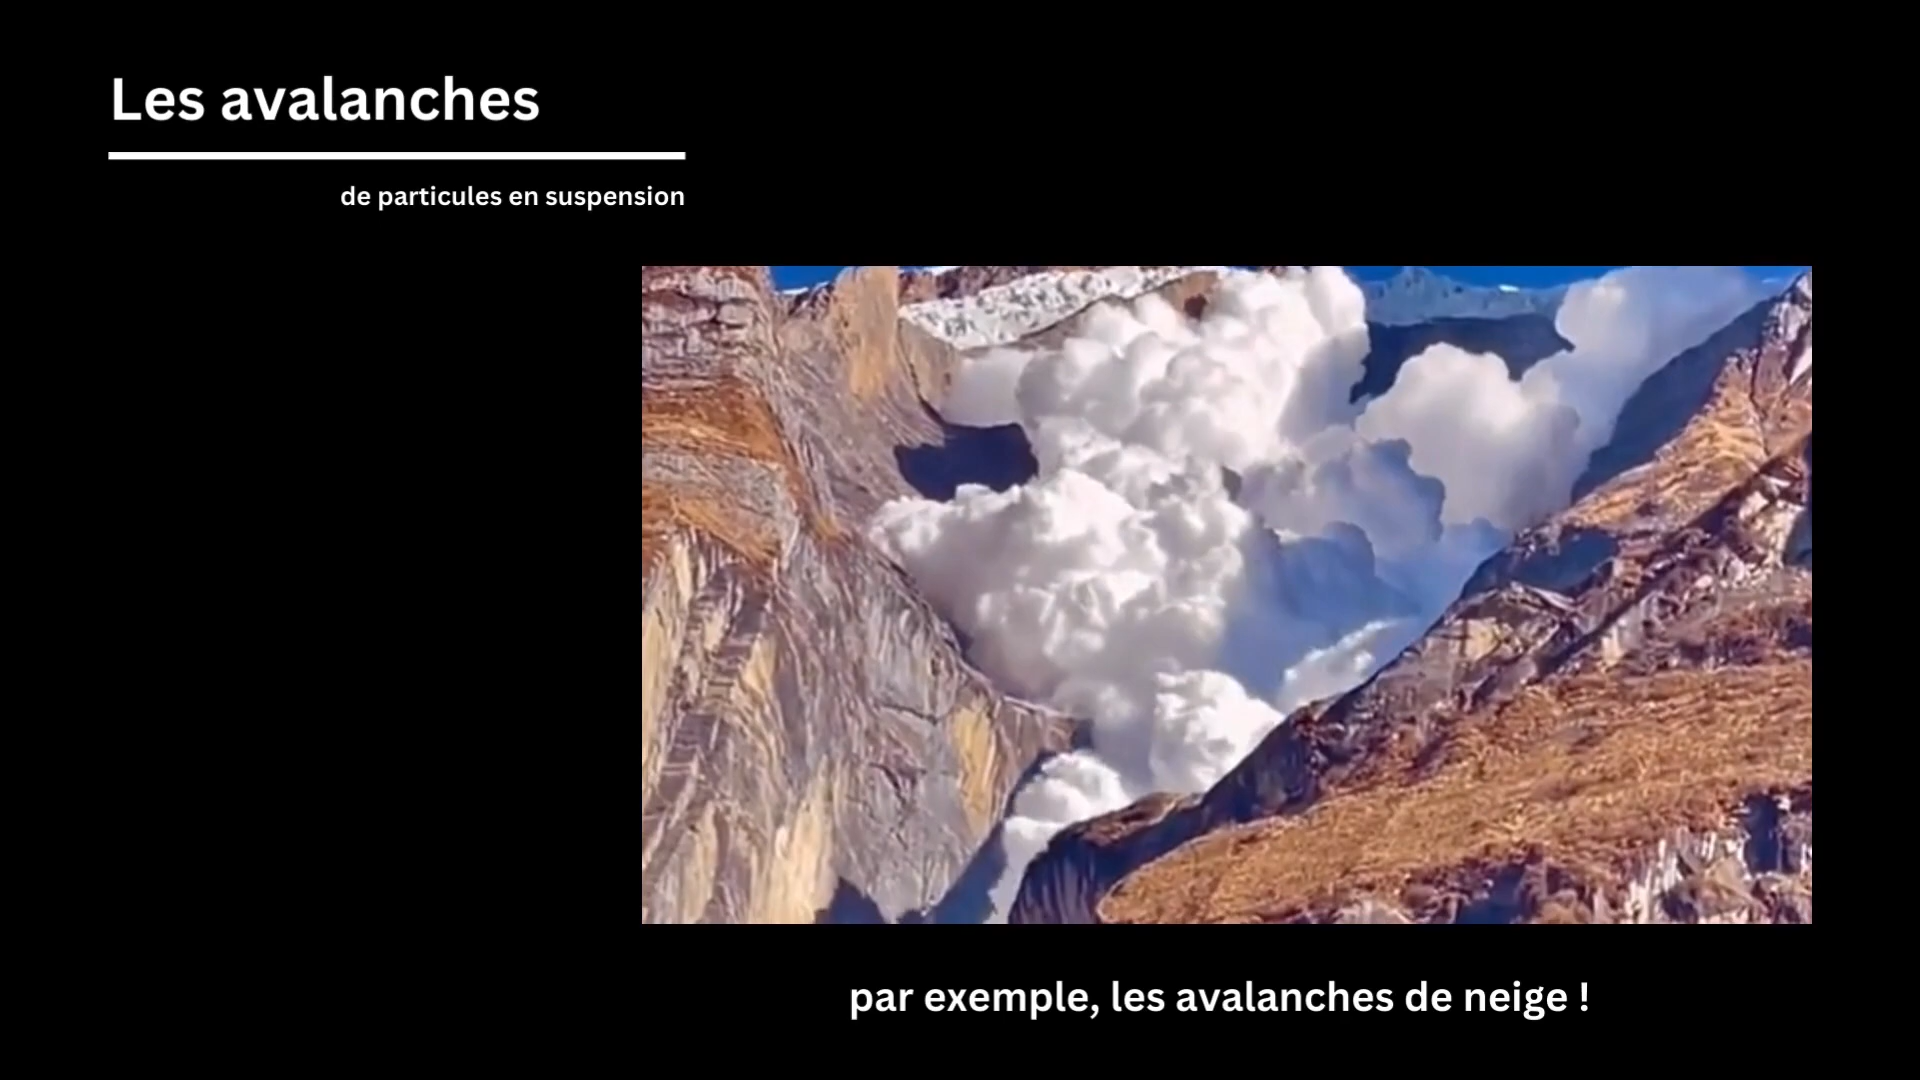 Les avalanches
de particules en suspension
par exemple, les avalanches de neige !